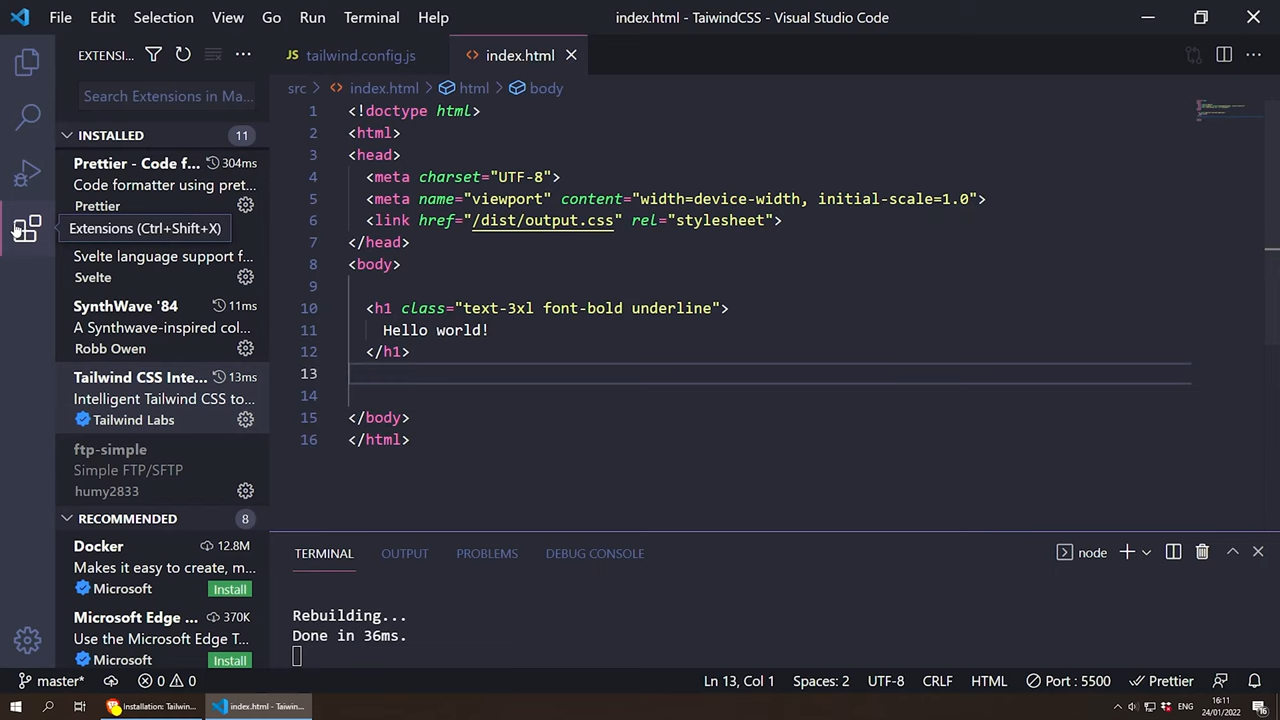 File Edit Selection View Go Run Terminal Help
index.html - TaiwindCSS - Visual Studio Code
EXTENSI...
Search Extensions in Ma...
INSTALLED 11
Prettier - Code f... 304ms
Code formatter using pret...
Prettier
Extensions (Ctrl+Shift+X)
Svelte language support f...
Svelte
SynthWave '84 11ms
A Synthwave-inspired col...
Robb Owen
Tailwind CSS Inte... 13ms
Intelligent Tailwind CSS to...
Tailwind Labs
ftp-simple
Simple FTP/SFTP
humy2833
RECOMMENDED 8
Docker 12.8M
Makes it easy to create, m...
Microsoft Install
Microsoft Edge ... 370K
Use the Microsoft Edge T...
Microsoft Install
JS tailwind.config.js
index.html
src > index.html > html > body
1 <!doctype html>
2 <html>
3 <head>
4 <meta charset="UTF-8">
5 <meta name="viewport" content="width=device-width, initial-scale=1.0">
6 <link href="/dist/output.css" rel="stylesheet">
7 </head>
8 <body>
9
10 <h1 class="text-3xl font-bold underline">
11 Hello world!
12 </h1>
13
14
15 </body>
16 </html>
TERMINAL OUTPUT PROBLEMS DEBUG CONSOLE
node
Rebuilding...
Done in 36ms.
master* 0 0
Ln 13, Col 1 Spaces: 2 UTF-8 CRLF HTML Port : 5500 Prettier
Installation: Tailwin... index.html - Taiwin...
16:11
24/01/2022
16